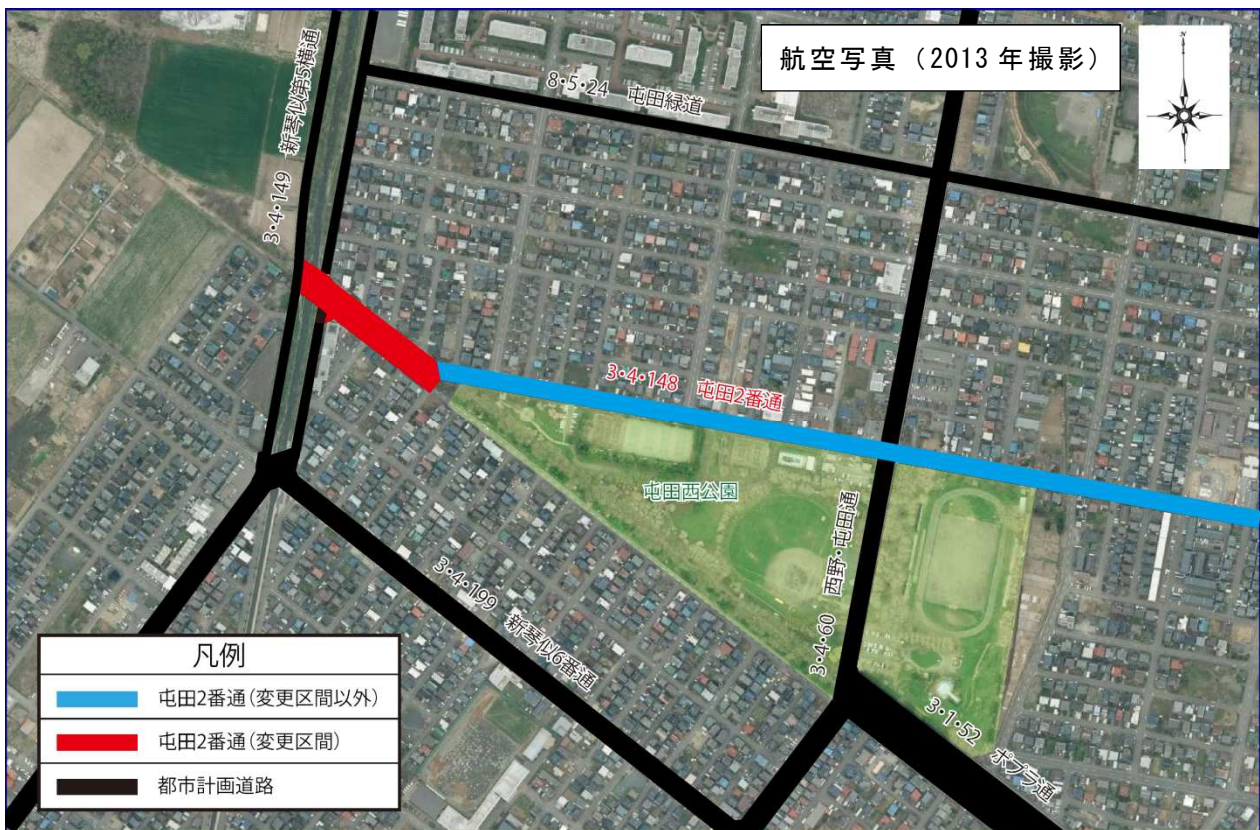 航空写真（2013年撮影）
N
8・5・24 屯田緑道
3・4・149 新琴似第5横通
3・4・148 屯田2番通
屯田西公園
3・4・60 西野・屯田通
3・4・199 新琴似6番通
3・1・52 ポプラ通
凡例
屯田2番通（変更区間以外）
屯田2番通（変更区間）
都市計画道路